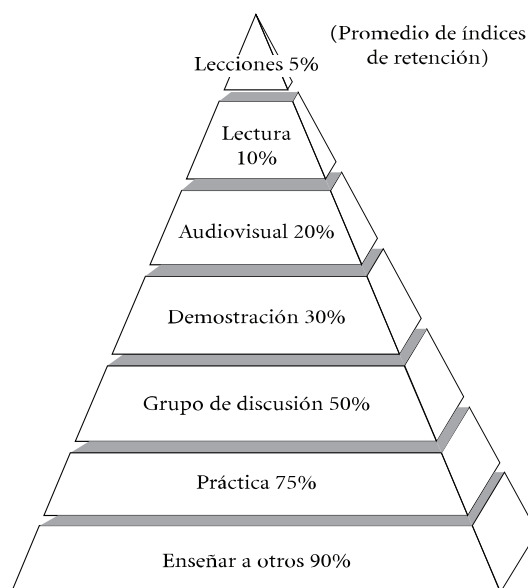 (Promedio de índices
de retención)
Lecciones 5%
Lectura
10%
Audiovisual 20%
Demostración 30%
Grupo de discusión 50%
Práctica 75%
Enseñar a otros 90%